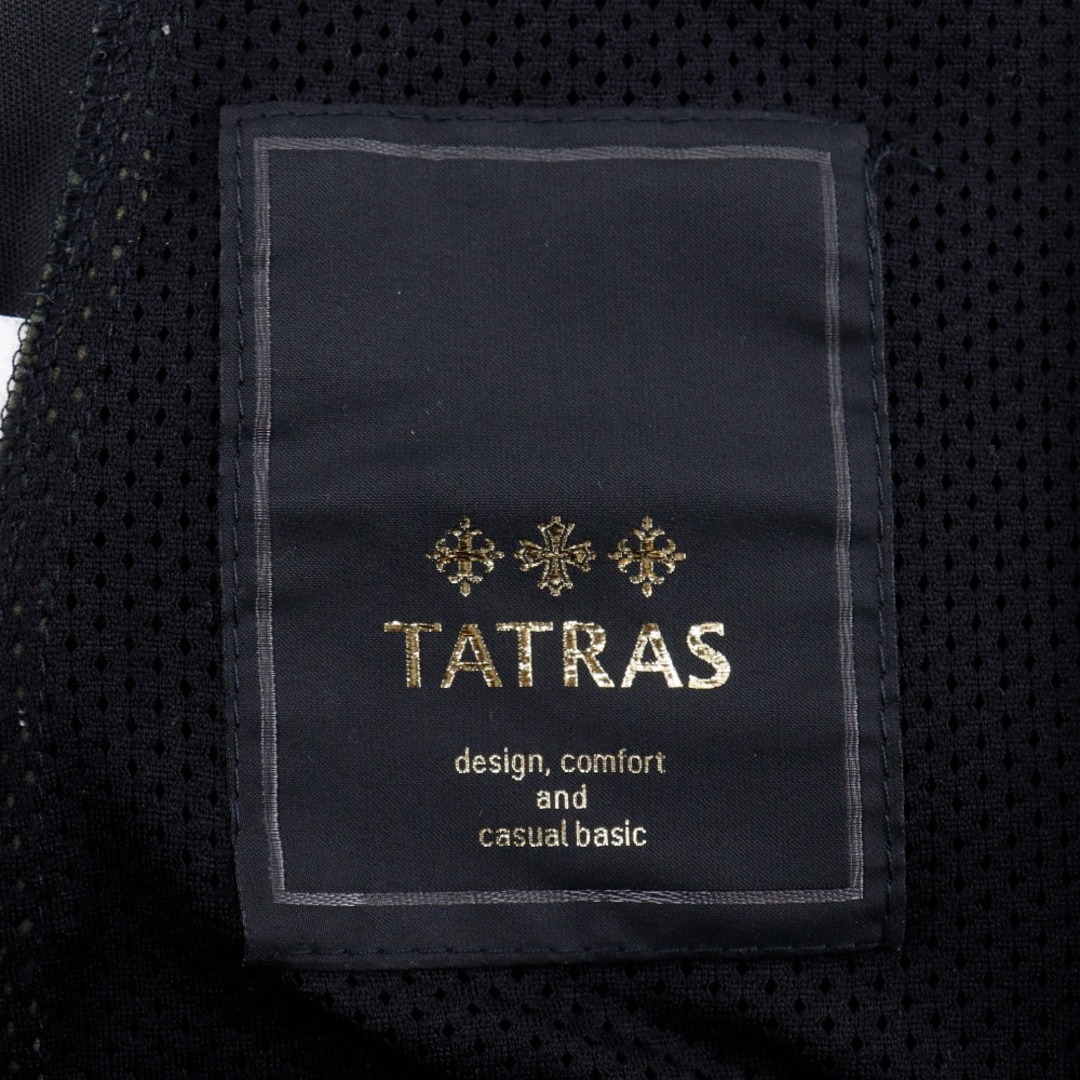 TATRAS
design, comfort
and
casual basic